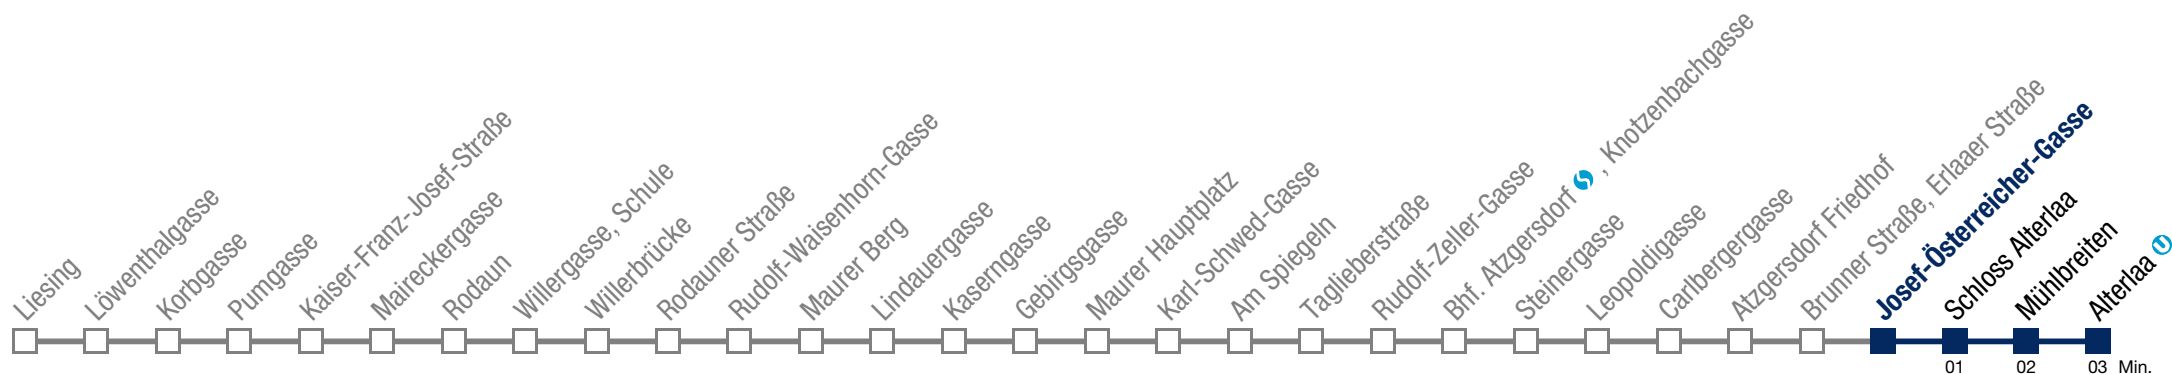 Liesing
Löwenthalgasse
Korbgasse
Pumgasse
Kaiser-Franz-Josef-Straße
Maireckergasse
Rodaun
Willergasse, Schule
Willerbrücke
Rodauner Straße
Rudolf-Waisenhorn-Gasse
Maurer Berg
Lindauergasse
Kaserngasse
Gebirgsgasse
Maurer Hauptplatz
Karl-Schwed-Gasse
Am Spiegeln
Taglieberstraße
Rudolf-Zeller-Gasse
Bhf. Atzgersdorf S, Knotzenbachgasse
Steinergasse
Leopoldigasse
Carlbergergasse
Atzgersdorf Friedhof
Brunner Straße, Erlaaer Straße
Josef-Österreicher-Gasse
Schloss Alterlaa
Mühlbreiten
Alterlaa U
01 02 03 Min.